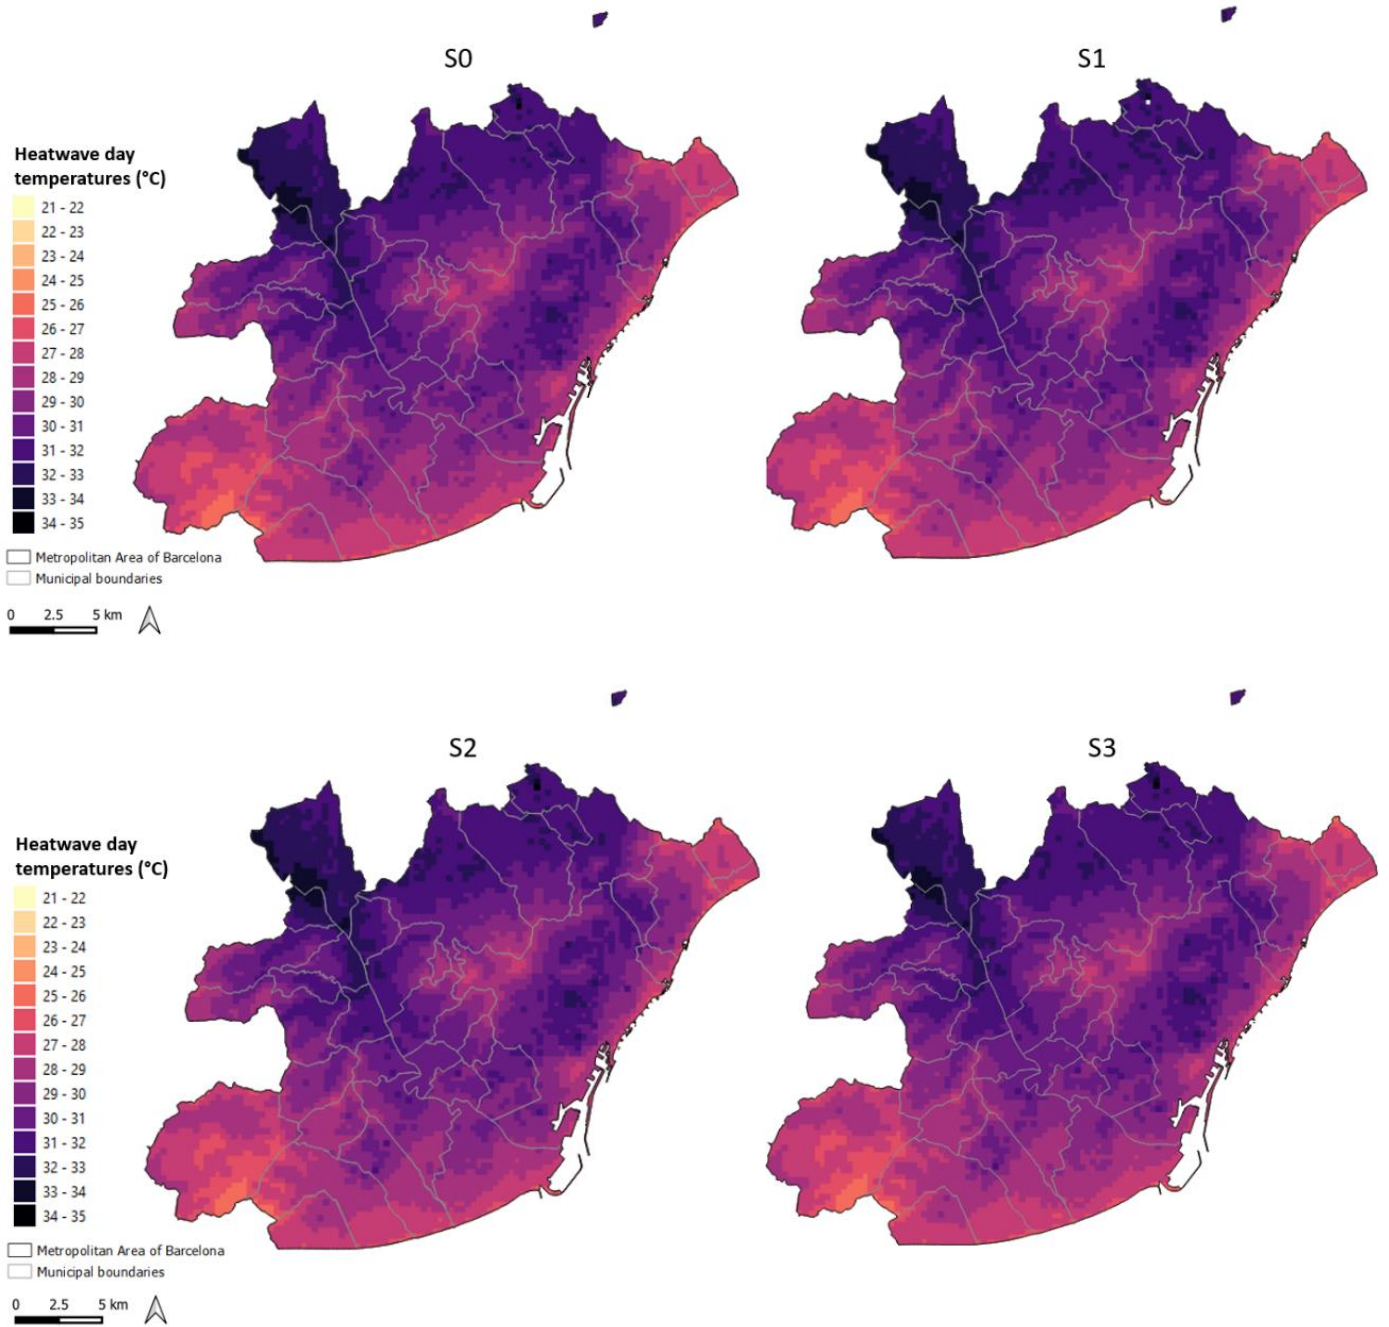 S0
S1
Heatwave day
temperatures (°C)
21 - 22
22 - 23
23 - 24
24 - 25
25 - 26
26 - 27
27 - 28
28 - 29
29 - 30
30 - 31
31 - 32
32 - 33
33 - 34
34 - 35
Metropolitan Area of Barcelona
Municipal boundaries
0 2.5 5 km
S2
S3
Heatwave day
temperatures (°C)
21 - 22
22 - 23
23 - 24
24 - 25
25 - 26
26 - 27
27 - 28
28 - 29
29 - 30
30 - 31
31 - 32
32 - 33
33 - 34
34 - 35
Metropolitan Area of Barcelona
Municipal boundaries
0 2.5 5 km